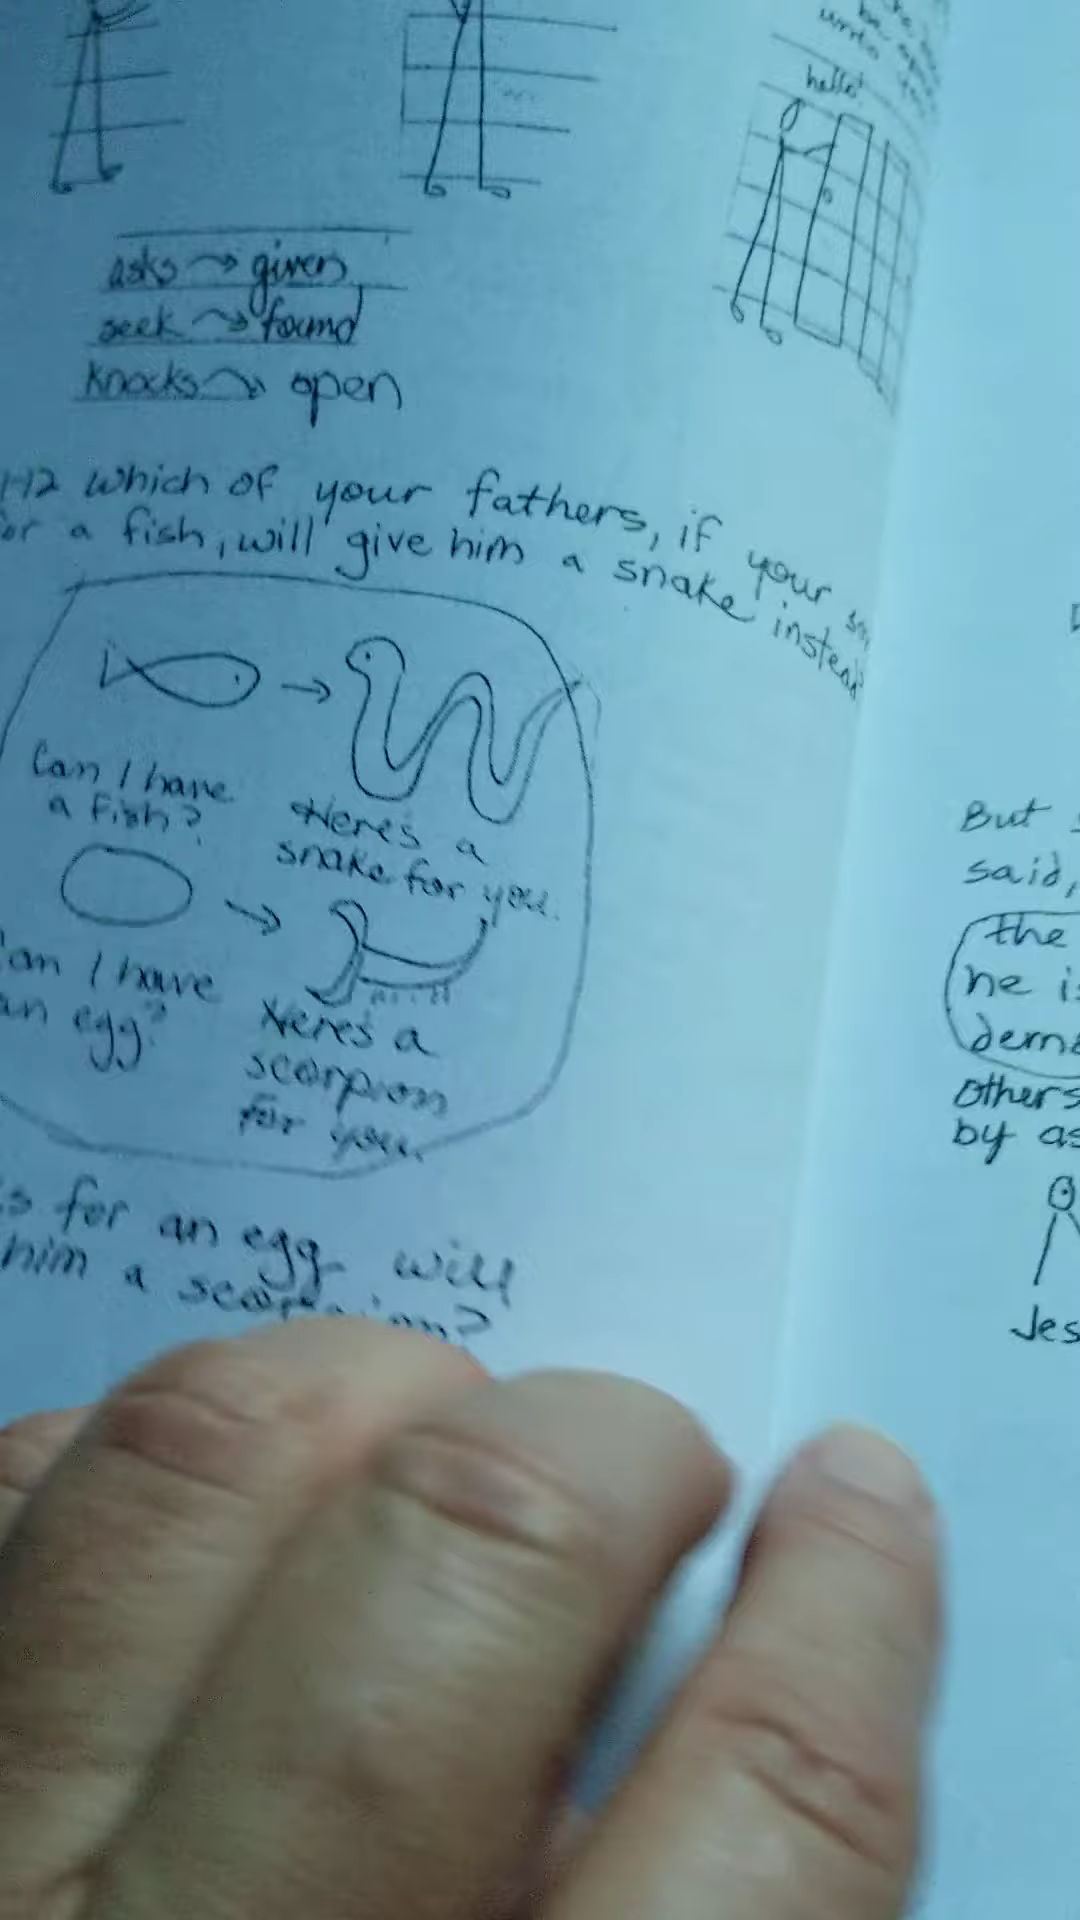 hello!
asks → given
seek → found
knocks → open
which of your fathers, if your
for a fish, will give him a snake instead
Can I have
a fish?
Here's a
snake for you.
Can I have
an egg?
Here's a
scorpion
for you.
for an egg will
him a scorpion?
But
said,
the
he is
others
by